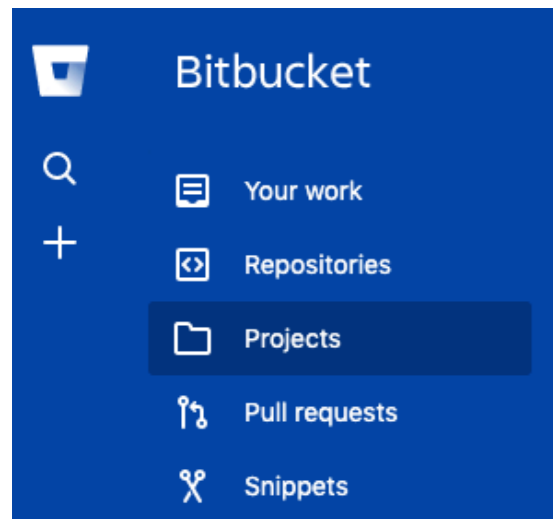 Bitbucket
Your work
Repositories
Projects
Pull requests
Snippets